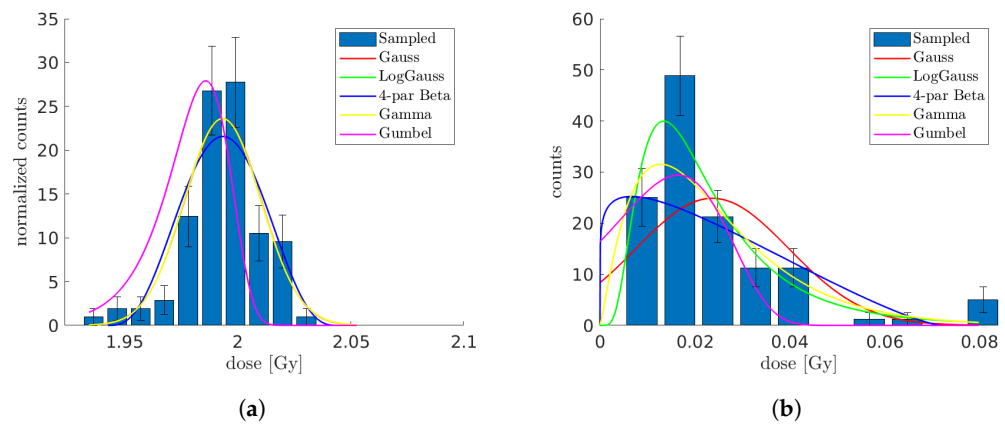 35
30
25
20
15
10
5
0
normalized counts
1.95
2
2.05
2.1
dose [Gy]
Sampled
Gauss
LogGauss
4-par Beta
Gamma
Gumbel
(a)
60
50
40
30
20
10
0
counts
0
0.02
0.04
0.06
0.08
dose [Gy]
Sampled
Gauss
LogGauss
4-par Beta
Gamma
Gumbel
(b)